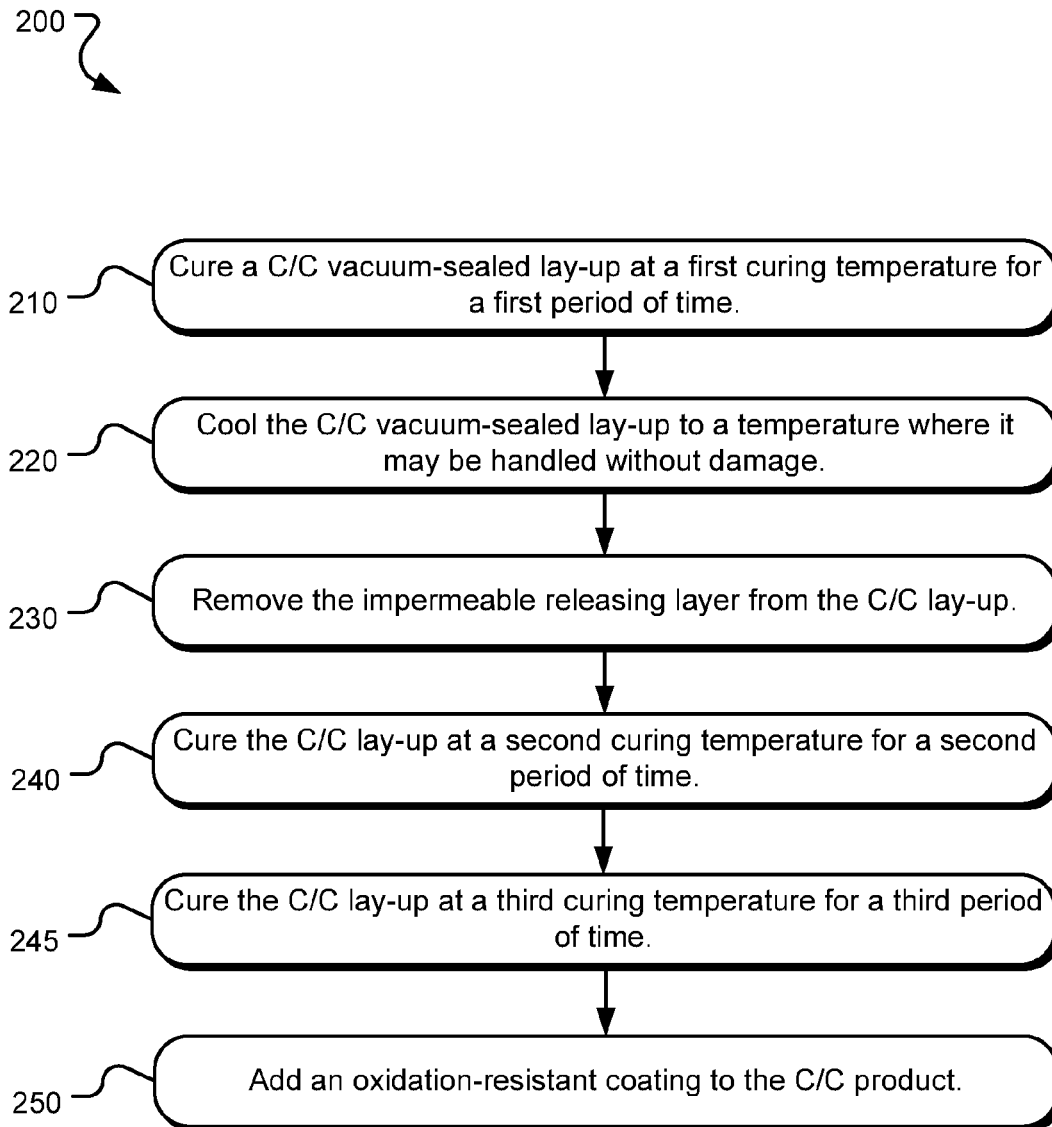 200
Cure a C/C vacuum-sealed lay-up at a first curing temperature for
a first period of time.
210
Cool the C/C vacuum-sealed lay-up to a temperature where it
may be handled without damage.
220
Remove the impermeable releasing layer from the C/C lay-up.
230
Cure the C/C lay-up at a second curing temperature for a second
period of time.
240
Cure the C/C lay-up at a third curing temperature for a third period
of time.
245
Add an oxidation-resistant coating to the C/C product.
250